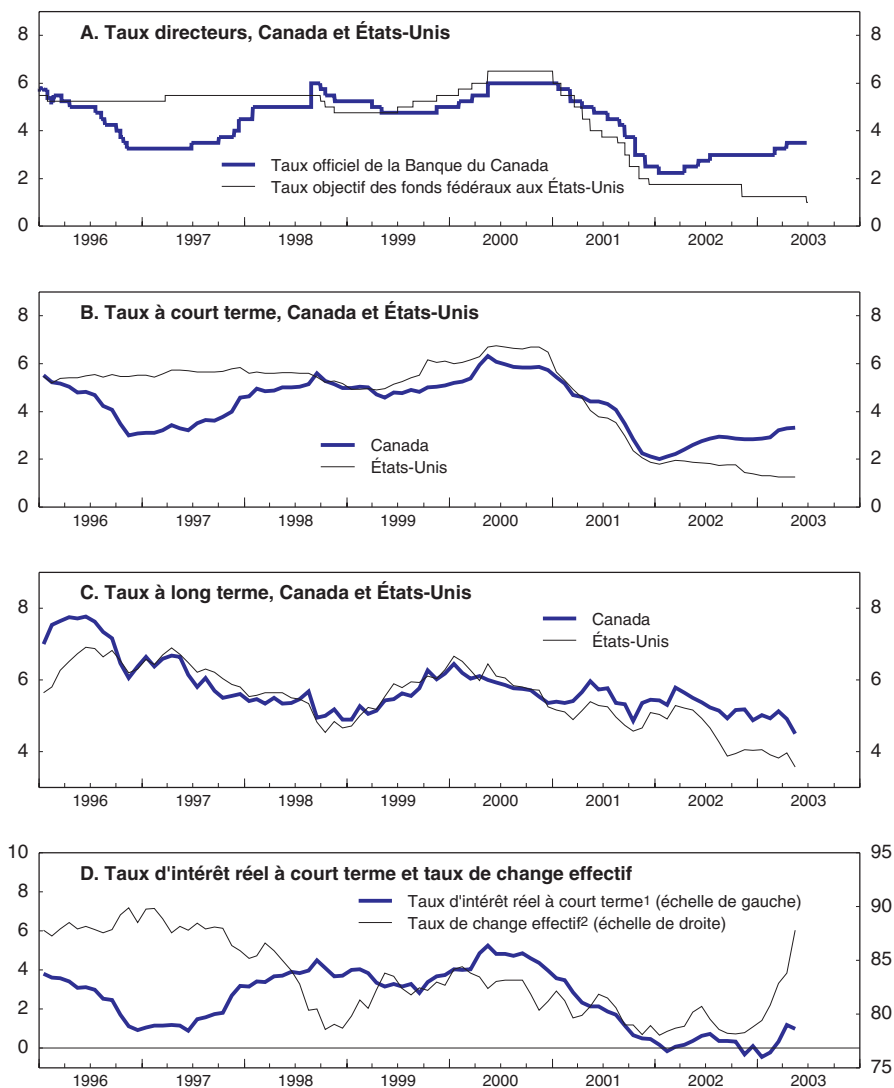 A. Taux directeurs, Canada et États-Unis
8 8
6 6
4 4
Taux officiel de la Banque du Canada
2 2
Taux objectif des fonds fédéraux aux États-Unis
0 0
1996 1997 1998 1999 2000 2001 2002 2003
B. Taux à court terme, Canada et États-Unis
8 8
6 6
4 4
Canada
États-Unis
2 2
0 0
1996 1997 1998 1999 2000 2001 2002 2003
C. Taux à long terme, Canada et États-Unis
8 8
Canada
États-Unis
6 6
4 4
1996 1997 1998 1999 2000 2001 2002 2003
10 95
D. Taux d'intérêt réel à court terme et taux de change effectif
8 90
Taux d'intérêt réel à court terme1 (échelle de gauche)
Taux de change effectif2 (échelle de droite)
6 85
4
2 80
0 75
1996 1997 1998 1999 2000 2001 2002 2003